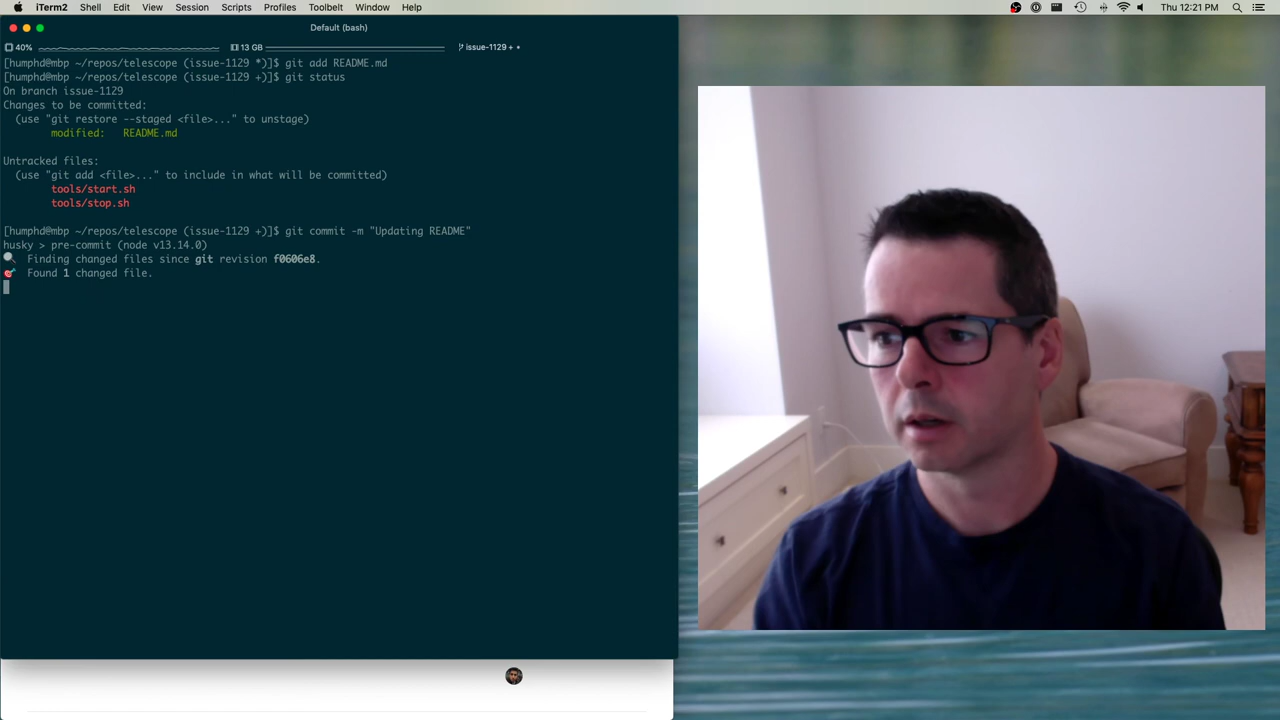 iTerm2 Shell Edit View Session Scripts Profiles Toolbelt Window Help Thu 12:21 PM
Default (bash)
40% 13 GB issue-1129 + •
[humphd@mbp ~/repos/telescope (issue-1129 *)]$ git add README.md
[humphd@mbp ~/repos/telescope (issue-1129 +)]$ git status
On branch issue-1129
Changes to be committed:
(use "git restore --staged <file>..." to unstage)
modified: README.md
Untracked files:
(use "git add <file>..." to include in what will be committed)
tools/start.sh
tools/stop.sh
[humphd@mbp ~/repos/telescope (issue-1129 +)]$ git commit -m "Updating README"
husky > pre-commit (node v13.14.0)
Finding changed files since git revision f0606e8.
Found 1 changed file.